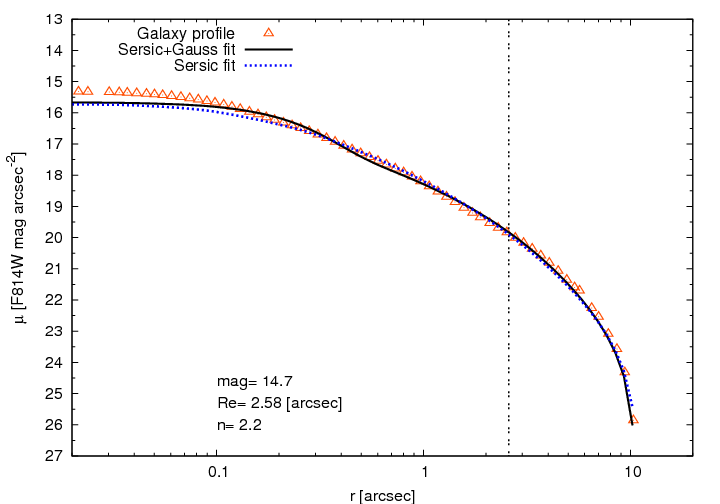 13
14
15
16
17
18
19
20
21
22
23
24
25
26
27
μ [F814W mag arcsec-2]
Galaxy profile
Sersic+Gauss fit
Sersic fit
mag= 14.7
Re= 2.58 [arcsec]
n= 2.2
0.1 1 10
r [arcsec]